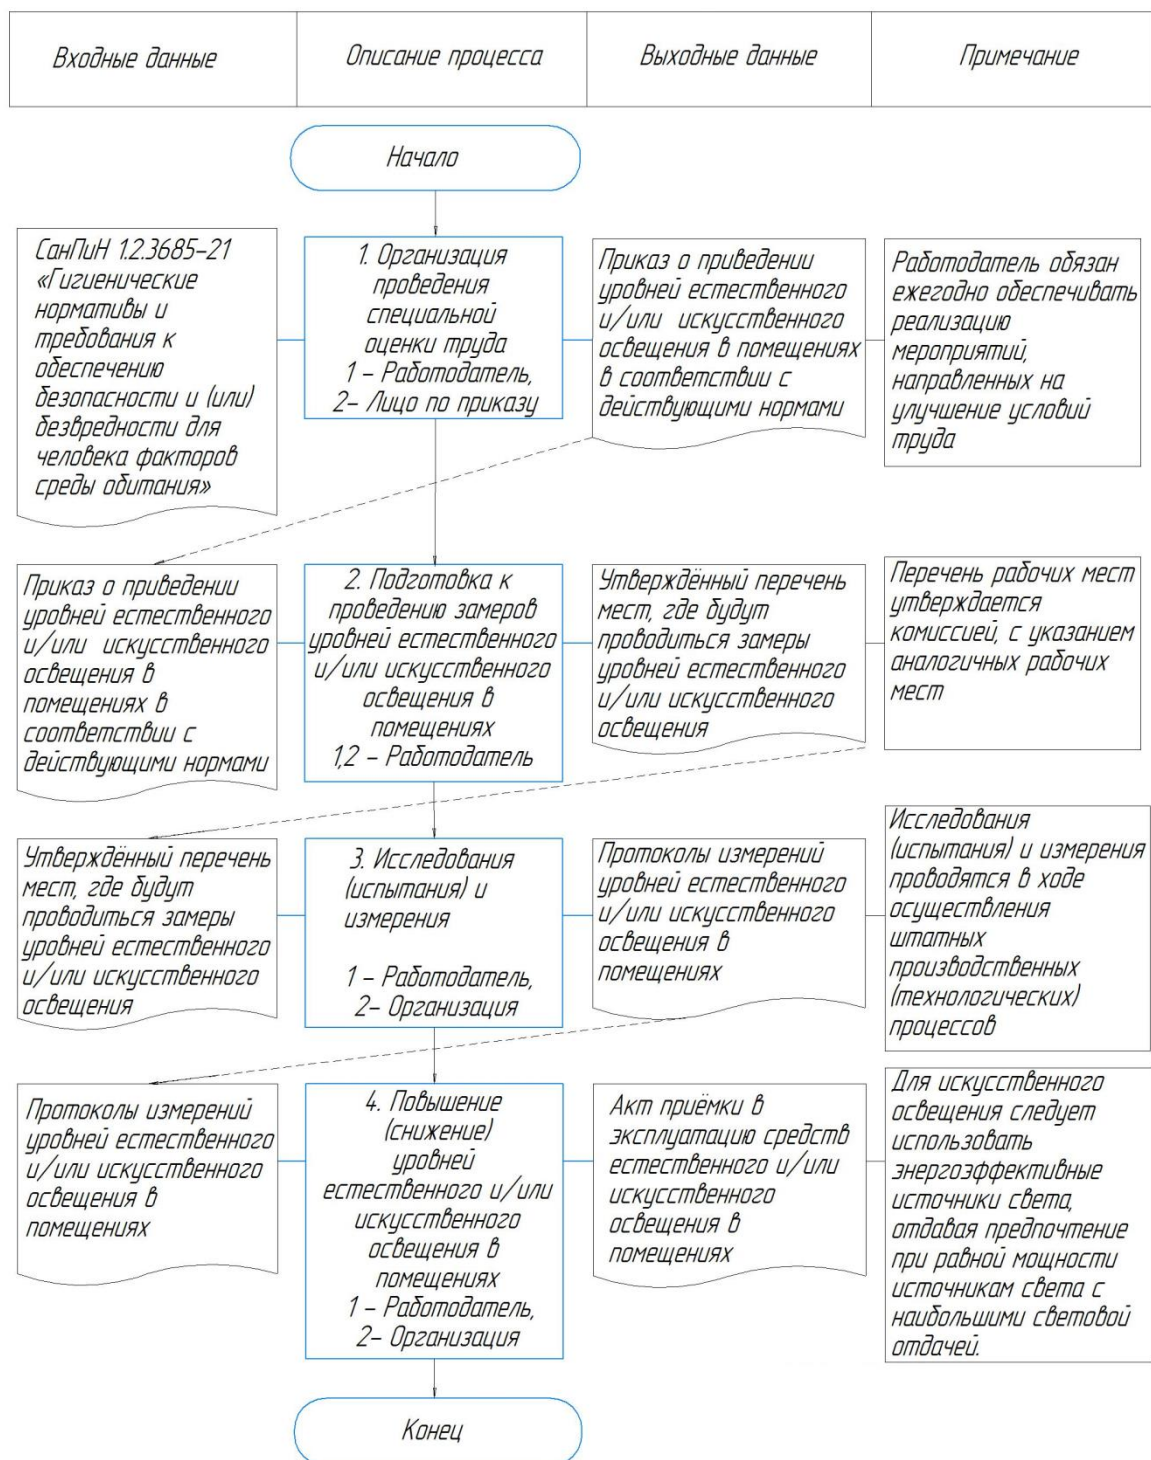 Входные данные
Описание процесса
Выходные данные
Примечание
Начало
СанПиН 1.2.3685-21
«Гигиенические
нормативы и
требования к
обеспечению
безопасности и (или)
безвредности для
человека факторов
среды обитания»
1. Организация
проведения
специальной
оценки труда
1 - Работодатель,
2- Лицо по приказу
Приказ о приведении
уровней естественного
и/или искусственного
освещения в помещениях
в соответствии с
действующими нормами
Работодатель обязан
ежегодно обеспечивать
реализацию
мероприятий,
направленных на
улучшение условий
труда
Приказ о приведении
уровней естественного
и/или искусственного
освещения в
помещениях в
соответствии с
действующими нормами
2. Подготовка к
проведению замеров
уровней естественного
и/или искусственного
освещения в
помещениях
1,2 - Работодатель
Утверждённый перечень
мест, где будут
проводиться замеры
уровней естественного
и/или искусственного
освещения
Перечень рабочих мест
утверждается
комиссией, с указанием
аналогичных рабочих
мест
Утверждённый перечень
мест, где будут
проводиться замеры
уровней естественного
и/или искусственного
освещения
3. Исследования
(испытания) и
измерения
1 - Работодатель,
2- Организация
Протоколы измерений
уровней естественного
и/или искусственного
освещения в
помещениях
Исследования
(испытания) и измерения
проводятся в ходе
осуществления
штатных
производственных
(технологических)
процессов
Протоколы измерений
уровней естественного
и/или искусственного
освещения в
помещениях
4. Повышение
(снижение)
уровней
естественного и/или
искусственного
освещения в
помещениях
1 - Работодатель,
2- Организация
Акт приёмки в
эксплуатацию средств
естественного и/или
искусственного
освещения в
помещениях
Для искусственного
освещения следует
использовать
энергоэффективные
источники света,
отдавая предпочтение
при равной мощности
источникам света с
наибольшими световой
отдачей.
Конец